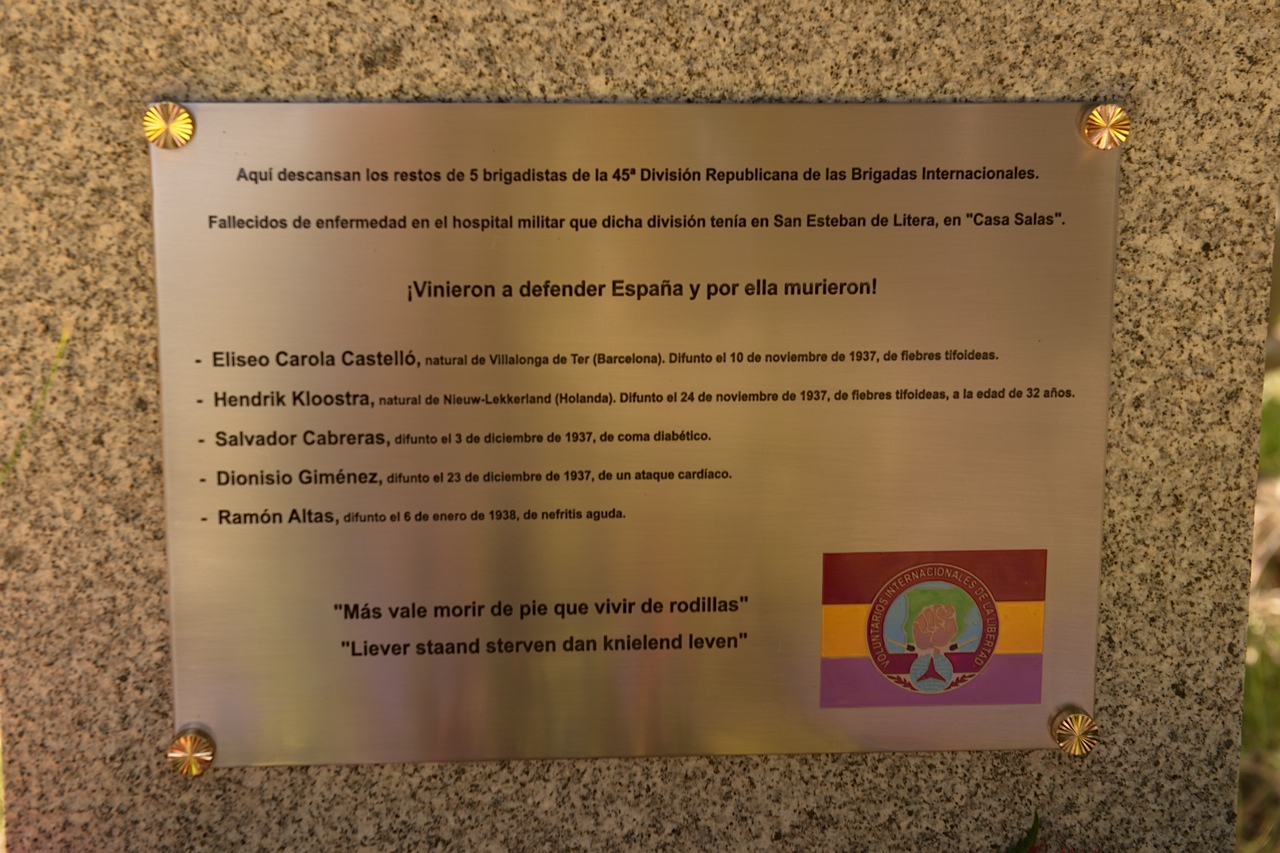 Aquí descansan los restos de 5 brigadistas de la 45ª División Republicana de las Brigadas Internacionales.
Fallecidos de enfermedad en el hospital militar que dicha división tenía en San Esteban de Litera, en "Casa Salas".
¡Vinieron a defender España y por ella murieron!
- Eliseo Carola Castelló, natural de Villalonga de Ter (Barcelona). Difunto el 10 de noviembre de 1937, de fiebres tifoideas.
- Hendrik Kloostra, natural de Nieuw-Lekkerland (Holanda). Difunto el 24 de noviembre de 1937, de fiebres tifoideas, a la edad de 32 años.
- Salvador Cabreras, difunto el 3 de diciembre de 1937, de coma diabético.
- Dionisio Giménez, difunto el 23 de diciembre de 1937, de un ataque cardíaco.
- Ramón Altas, difunto el 6 de enero de 1938, de nefritis aguda.
"Más vale morir de pie que vivir de rodillas"
"Liever staand sterven dan knielend leven"
VOLUNTARIOS INTERNACIONALES DE LA LIBERTAD